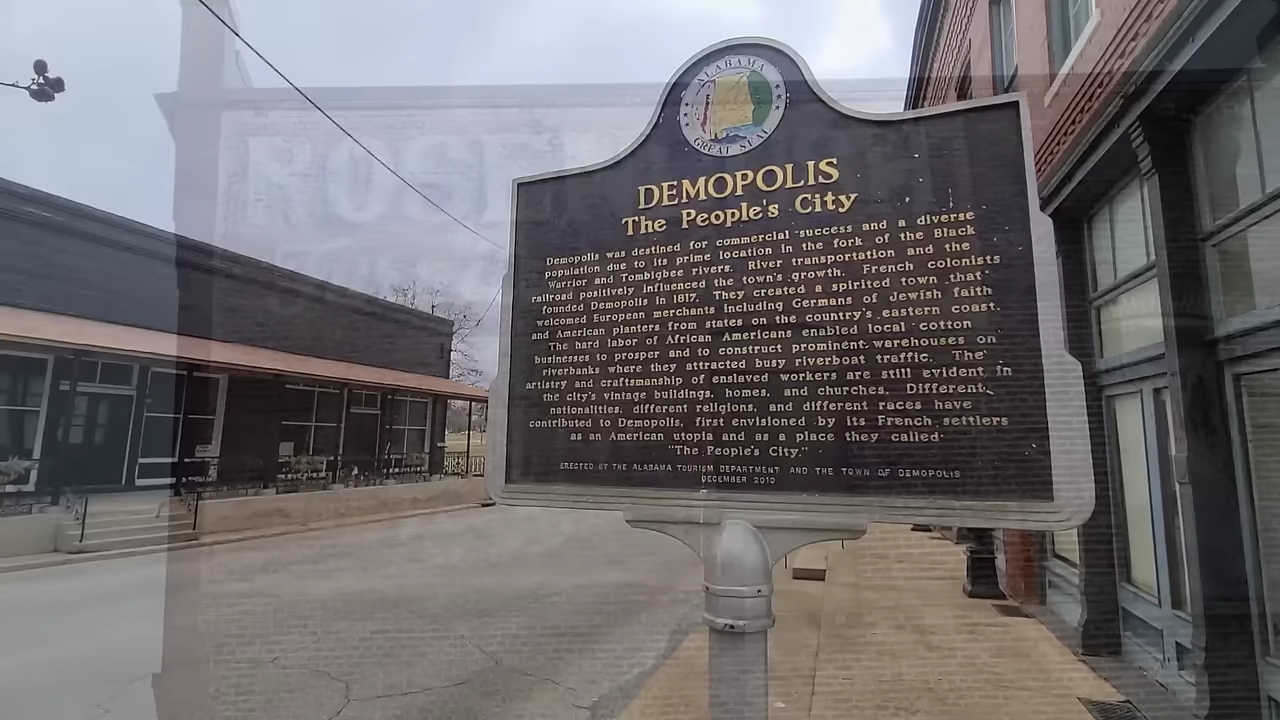 ALABAMA
GREAT SEAL
DEMOPOLIS
The People's City
Demopolis was destined for commercial success and a diverse
population due to its prime location in the fork of the Black
Warrior and Tombigbee rivers. River transportation and the
railroad positively influenced the town's growth. French colonists
founded Demopolis in 1817. They created a spirited town that
welcomed European merchants including Germans of Jewish faith
and American planters from states on the country's eastern coast.
The hard labor of African Americans enabled local cotton
businesses to prosper and to construct prominent warehouses on
riverbanks where they attracted busy riverboat traffic. The
artistry and craftsmanship of enslaved workers are still evident in
the city's vintage buildings, homes, and churches. Different
nationalities, different religions, and different races have
contributed to Demopolis, first envisioned by its French settlers
as an American utopia and as a place they called
"The People's City."
ERECTED BY THE ALABAMA TOURISM DEPARTMENT AND THE TOWN OF DEMOPOLIS
DECEMBER 2010